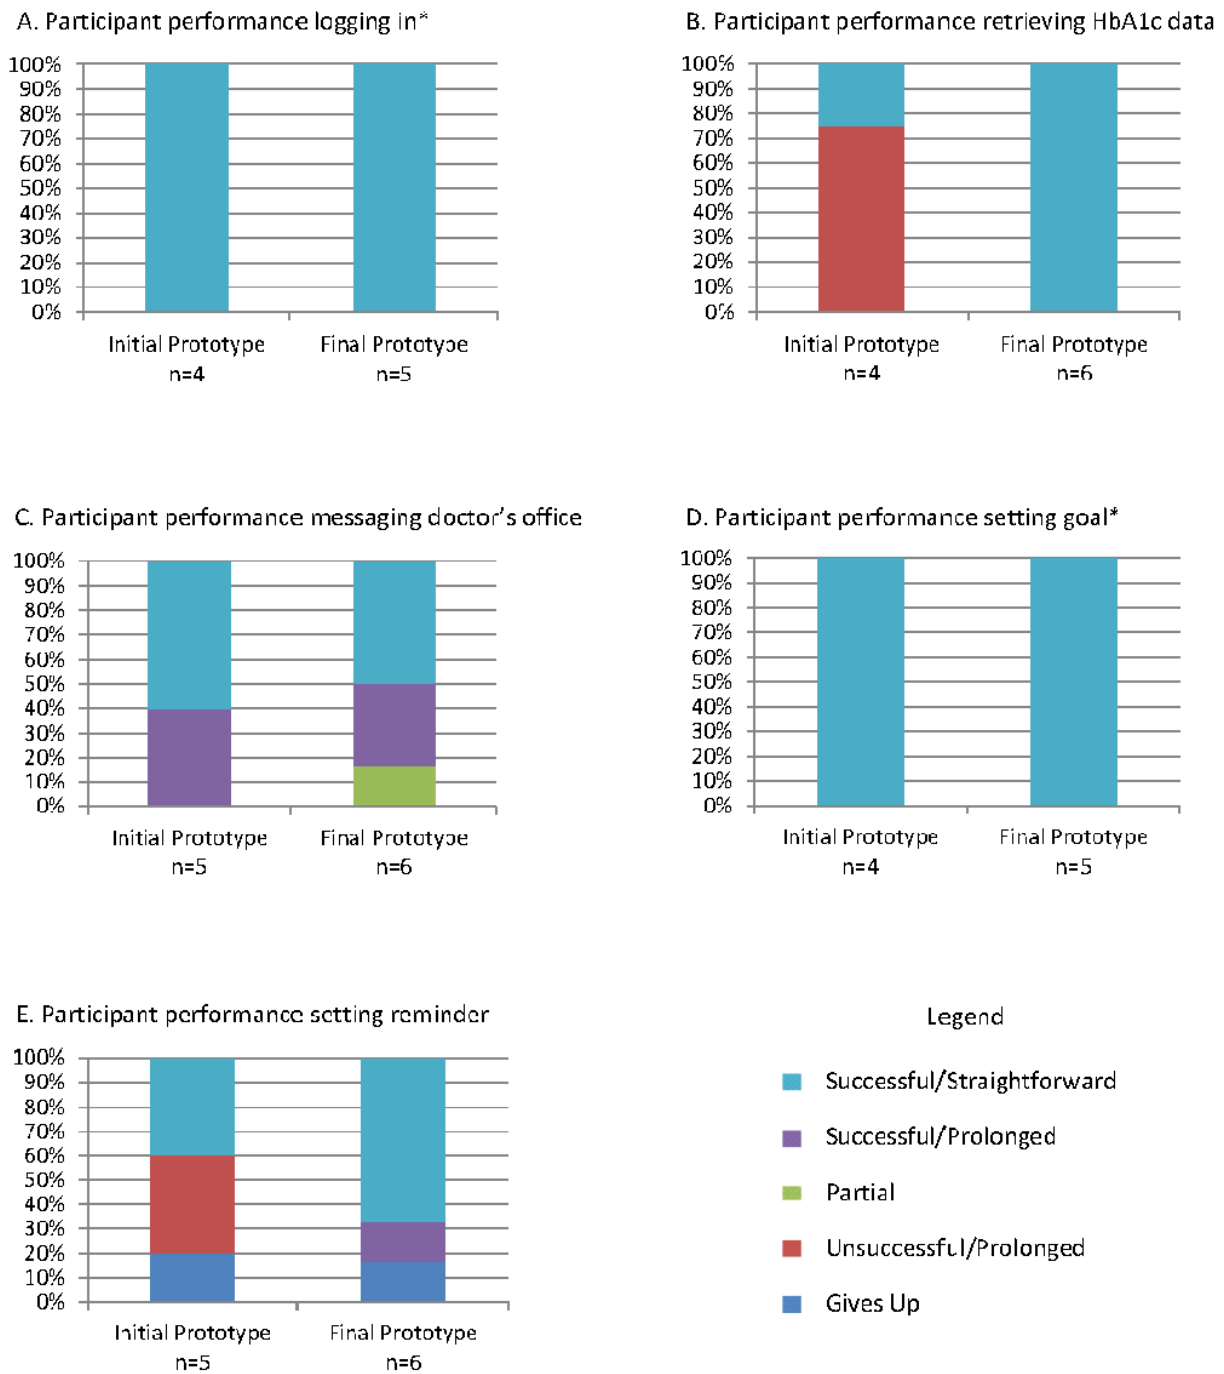 A. Participant performance logging in*
100%
90%
80%
70%
60%
50%
40%
30%
20%
10%
0%
Initial Prototype
n=4
Final Prototype
n=5
B. Participant performance retrieving HbA1c data
100%
90%
80%
70%
60%
50%
40%
30%
20%
10%
0%
Initial Prototype
n=4
Final Prototype
n=6
C. Participant performance messaging doctor's office
100%
90%
80%
70%
60%
50%
40%
30%
20%
10%
0%
Initial Prototype
n=5
Final Prototype
n=6
D. Participant performance setting goal*
100%
90%
80%
70%
60%
50%
40%
30%
20%
10%
0%
Initial Prototype
n=4
Final Prototype
n=5
E. Participant performance setting reminder
100%
90%
80%
70%
60%
50%
40%
30%
20%
10%
0%
Initial Prototype
n=5
Final Prototype
n=6
Legend
Successful/Straightforward
Successful/Prolonged
Partial
Unsuccessful/Prolonged
Gives Up